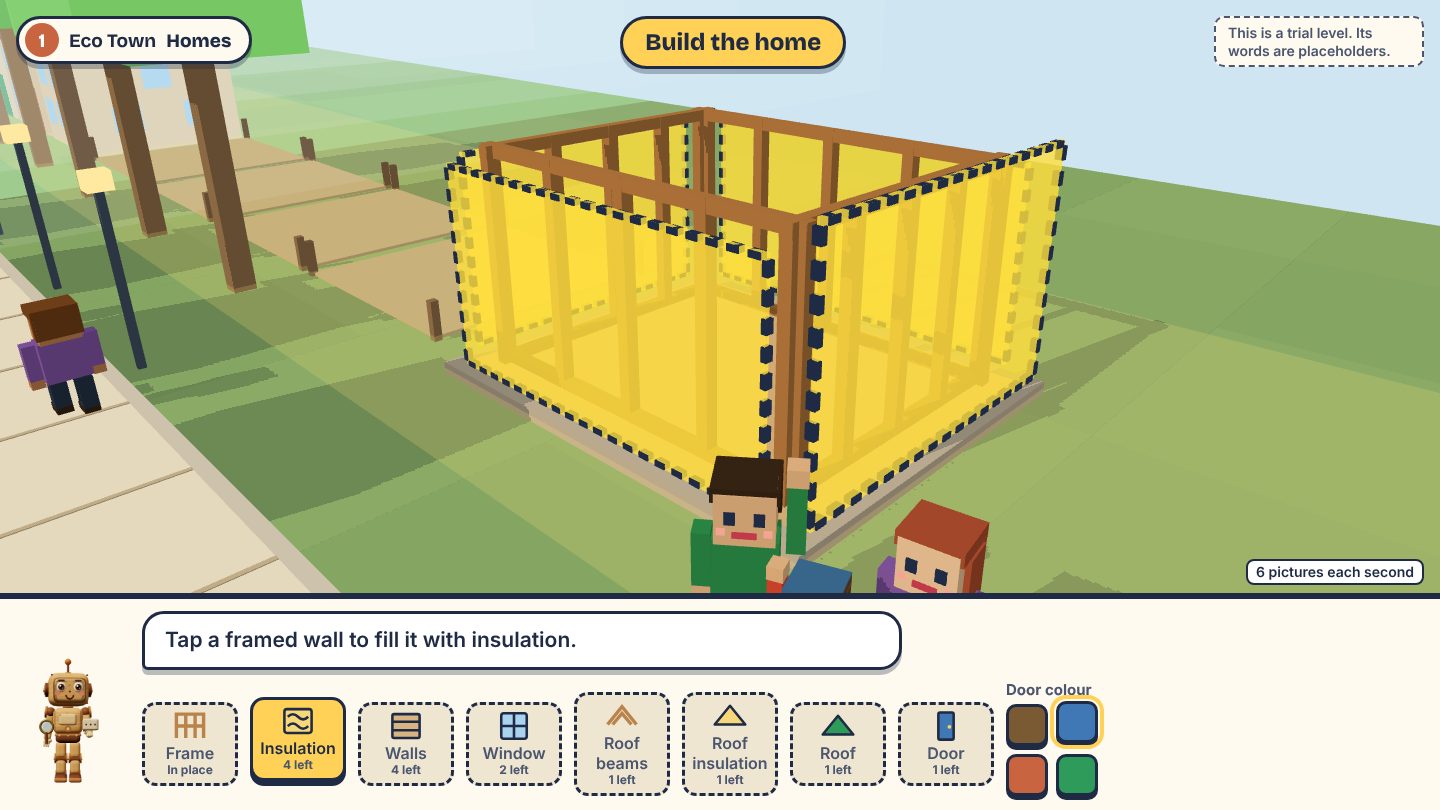 1 Eco Town Homes
Build the home
This is a trial level. Its
words are placeholders.
6 pictures each second
Tap a framed wall to fill it with insulation.
Frame
In place
Insulation
4 left
Walls
4 left
Window
2 left
Roof
beams
1 left
Roof
insulation
1 left
Roof
1 left
Door
1 left
Door colour